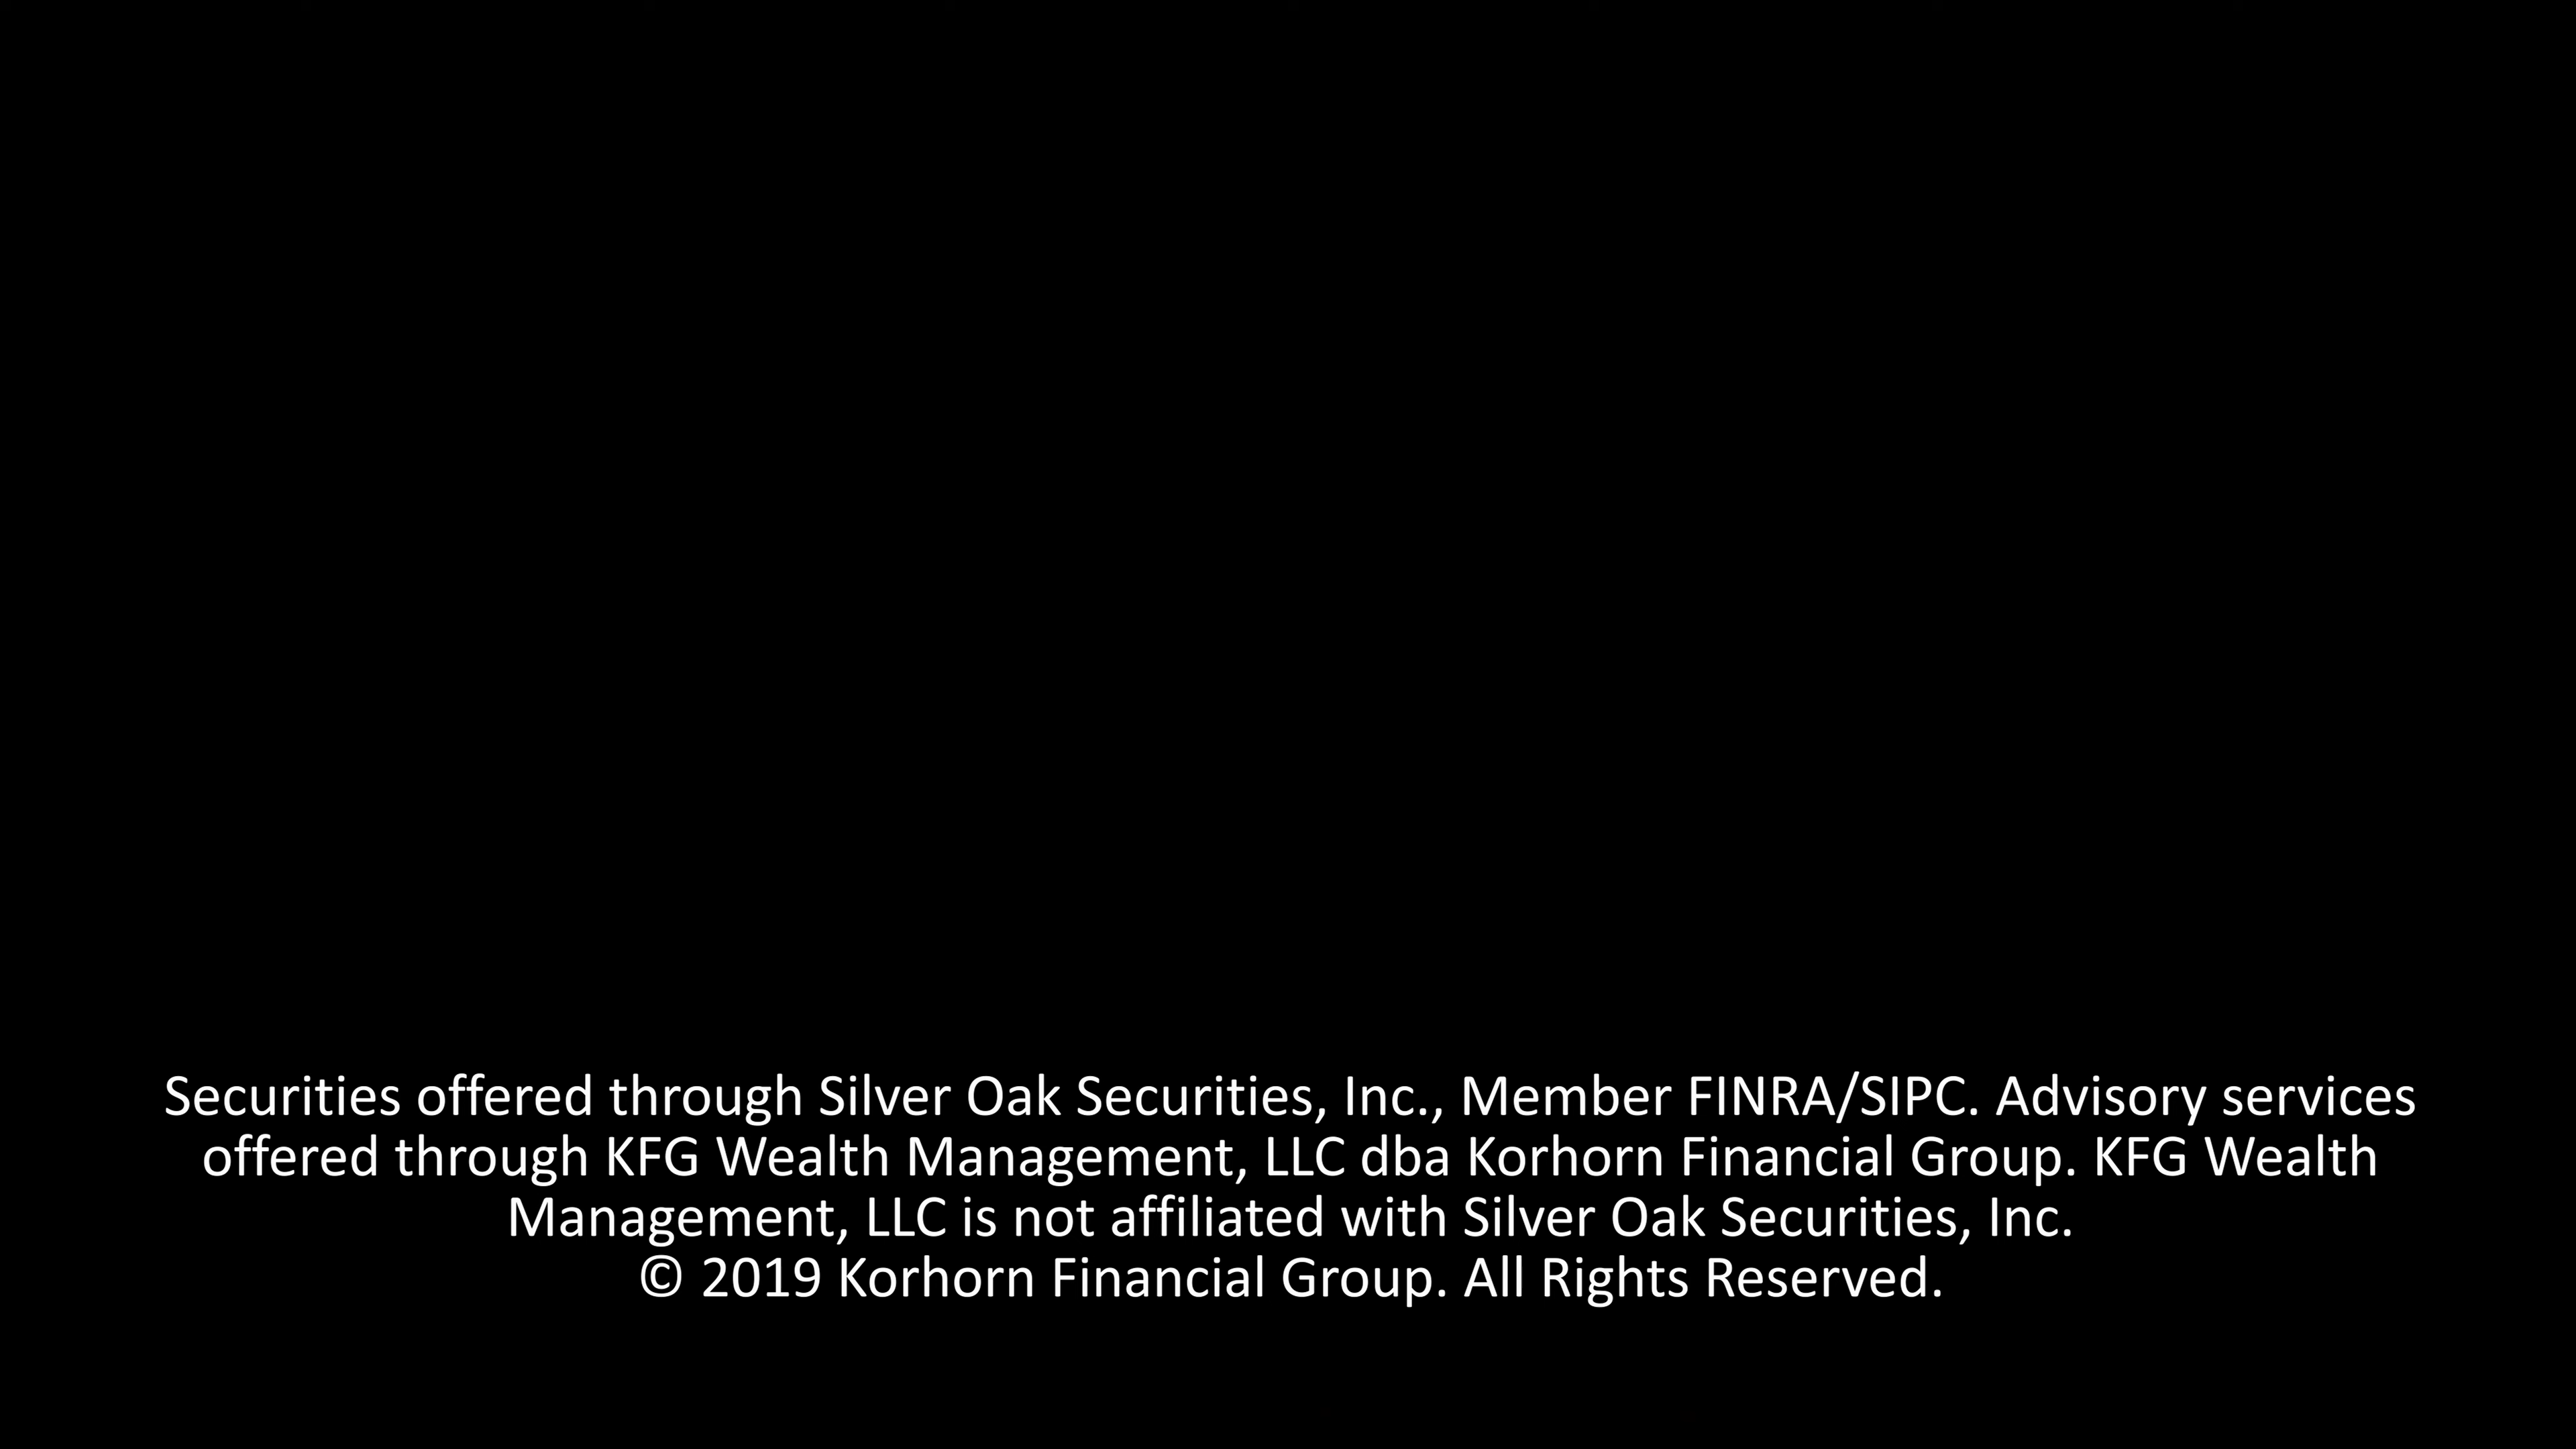 Securities offered through Silver Oak Securities, Inc., Member FINRA/SIPC. Advisory services
offered through KFG Wealth Management, LLC dba Korhorn Financial Group. KFG Wealth
Management, LLC is not affiliated with Silver Oak Securities, Inc.
© 2019 Korhorn Financial Group. All Rights Reserved.